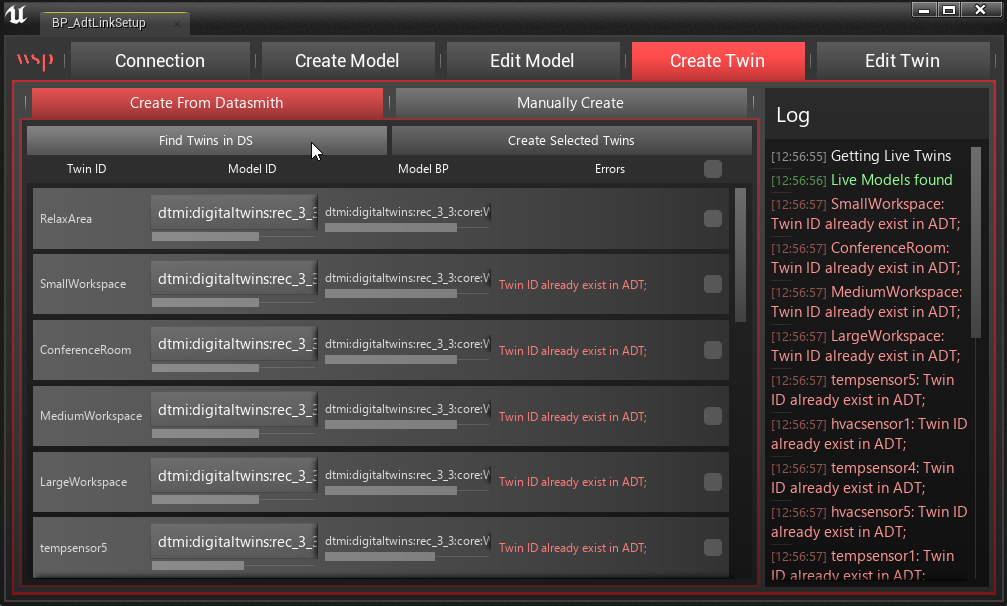 BP_AdtLinkSetup
wsp
Connection
Create Model
Edit Model
Create Twin
Edit Twin
Create From Datasmith
Manually Create
Find Twins in DS
Create Selected Twins
Twin ID
Model ID
Model BP
Errors
RelaxArea
dtmi:digitaltwins:rec_3_3
dtmi:digitaltwins:rec_3_3:core:
SmallWorkspace
dtmi:digitaltwins:rec_3_3
dtmi:digitaltwins:rec_3_3:core:
Twin ID already exist in ADT;
ConferenceRoom
dtmi:digitaltwins:rec_3_3
dtmi:digitaltwins:rec_3_3:core:
Twin ID already exist in ADT;
MediumWorkspace
dtmi:digitaltwins:rec_3_3
dtmi:digitaltwins:rec_3_3:core:
Twin ID already exist in ADT;
LargeWorkspace
dtmi:digitaltwins:rec_3_3
dtmi:digitaltwins:rec_3_3:core:
Twin ID already exist in ADT;
tempsensor5
dtmi:digitaltwins:rec_3_3
dtmi:digitaltwins:rec_3_3:core:
Twin ID already exist in ADT;
Log
[12:56:55] Getting Live Twins
[12:56:56] Live Models found
[12:56:57] SmallWorkspace:
Twin ID already exist in ADT;
[12:56:57] ConferenceRoom:
Twin ID already exist in ADT;
[12:56:57] MediumWorkspace:
Twin ID already exist in ADT;
[12:56:57] LargeWorkspace:
Twin ID already exist in ADT;
[12:56:57] tempsensor5: Twin
ID already exist in ADT;
[12:56:57] hvacsensor1: Twin ID
already exist in ADT;
[12:56:57] tempsensor4: Twin
ID already exist in ADT;
[12:56:57] hvacsensor5: Twin ID
already exist in ADT;
[12:56:57] tempsensor1: Twin
ID already exist in ADT;